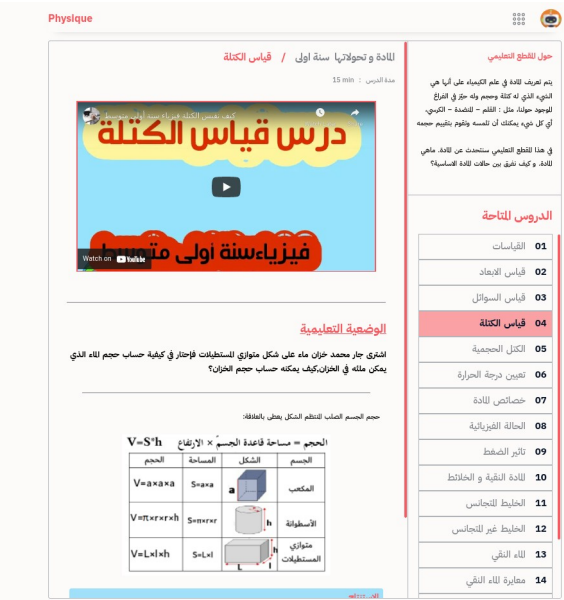 Physique
حول المقطع التعليمي
يتم تعريف المادة في علم الكيمياء على أنها هي
الشيء الذي له كتلة وحجم وله حيّز في الفراغ
الموجود حولنا، مثل : القلم – المنضدة – الكرسي،
أي كل شيء يمكنك أن تلمسه وتقوم بتقييم حجمه
في هذا المقطع التعليمي سنتحدث عن المادة. ماهي
المادة. و كيف نفرق بين حالات المادة الاساسية؟
الدروس المتاحة
01 القياسات
02 قياس الابعاد
03 قياس السوائل
04 قياس الكتلة
05 الكتل الحجمية
06 تعيين درجة الحرارة
07 خصائص المادة
08 الحالة الفيزيائية
09 تاثير الضغط
10 المادة النقية و الخلائط
11 الخليط المتجانس
12 الخليط غير المتجانس
13 الماء النقي
14 معايرة الماء النقي
المادة و تحولاتها سنة اولى / قياس الكتلة
مدة الدرس : 15 min
كيف نقيس الكتلة فيزياء سنة أولى متوسط
درس قياس الكتلة
فيزياءسنة أولى متوسط
Watch on YouTube
الوضعية التعليمية
اشترى جار محمد خزان ماء على شكل متوازي المستطيلات فإحتار في كيفية حساب حجم الماء الذي
يمكن ملئه في الخزان،كيف يمكنه حساب حجم الخزان؟
حجم الجسم الصلب المنتظم الشكل يعطى بالعلاقة:
الحجم = مساحة قاعدة الجسم × الارتفاع V=S*h
الجسم الشكل المساحة الحجم
المكعب a S=a×a V=a×a×a
الأسطوانة h S=π×r×r V=π×r×r×h
متوازي المستطيلات h L l S=L×l V=L×l×h